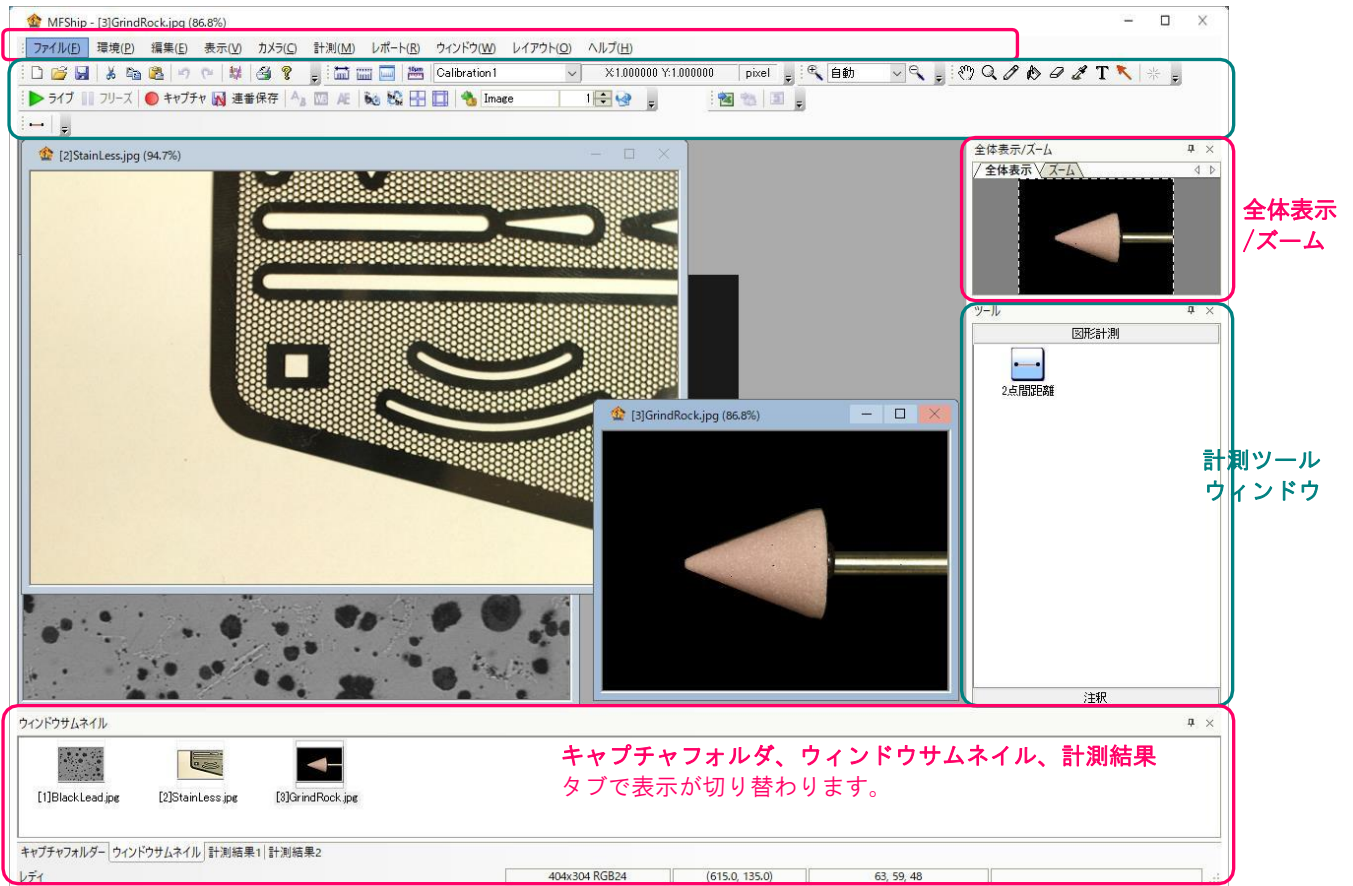 MFShip - [3]GrindRock.jpg (86.8%)
ファイル(F) 環境(P) 編集(E) 表示(V) カメラ(C) 計測(M) レポート(R) ウィンドウ(W) レイアウト(O) ヘルプ(H)
Calibration1 X:1.000000 Y:1.000000 pixel 自動
ライブ フリーズ キャプチャ 連番保存 AE Image 1
[2]StainLess.jpg (94.7%)
全体表示/ズーム
全体表示 ズーム
全体表示
/ズーム
ツール
図形計測
2点間距離
[3]GrindRock.jpg (86.8%)
計測ツール
ウィンドウ
注釈
ウィンドウサムネイル
キャプチャフォルダ、ウィンドウサムネイル、計測結果
タブで表示が切り替わります。
[1]BlackLead.jpg [2]StainLess.jpg [3]GrindRock.jpg
キャプチャフォルダー ウィンドウサムネイル 計測結果1 計測結果2
レディ 404x304 RGB24 (615.0, 135.0) 63, 59, 48